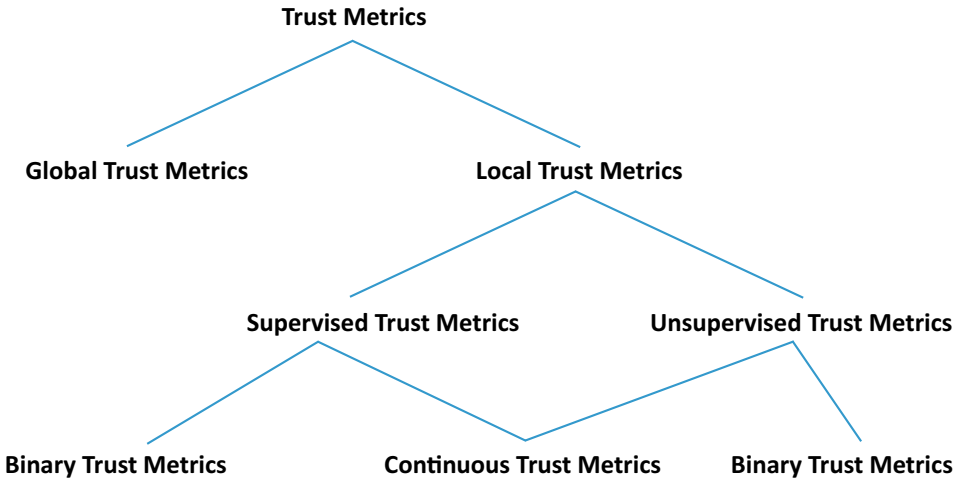 Trust Metrics
Global Trust Metrics
Local Trust Metrics
Supervised Trust Metrics
Unsupervised Trust Metrics
Binary Trust Metrics
Continuous Trust Metrics
Binary Trust Metrics